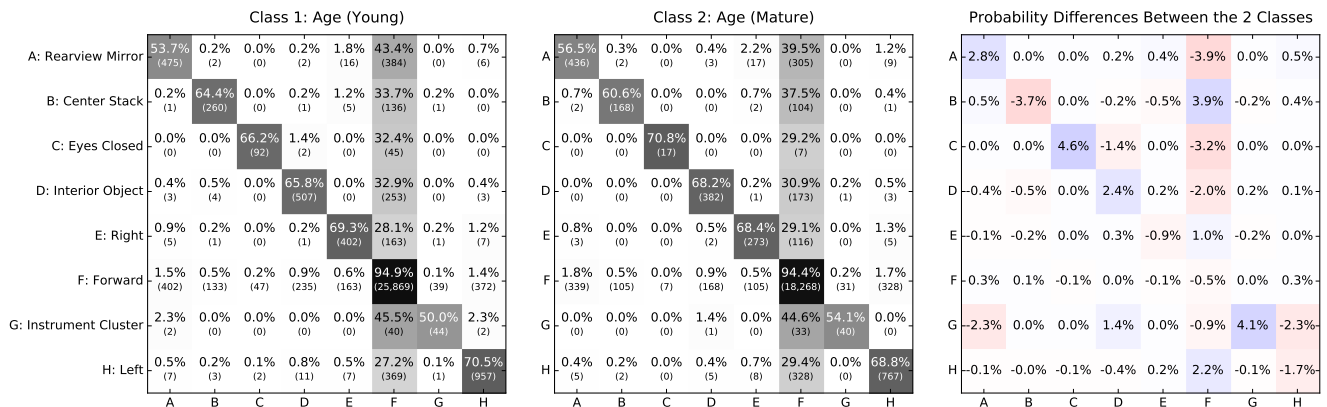 Class 1: Age (Young) Class 2: Age (Mature) Probability Differences Between the 2 Classes
A: Rearview Mirror 53.7% 0.2% 0.0% 0.2% 1.8% 43.4% 0.0% 0.7% A 56.5% 0.3% 0.0% 0.4% 2.2% 39.5% 0.0% 1.2% A 2.8% 0.0% 0.0% 0.2% 0.4% -3.9% 0.0% 0.5%
(475) (2) (0) (2) (16) (384) (0) (6) (436) (2) (0) (3) (17) (305) (0) (9)
B: Center Stack 0.2% 64.4% 0.0% 0.2% 1.2% 33.7% 0.2% 0.0% B 0.7% 60.6% 0.0% 0.0% 0.7% 37.5% 0.0% 0.4% B 0.5% -3.7% 0.0% -0.2% -0.5% 3.9% -0.2% 0.4%
(1) (260) (0) (1) (5) (136) (1) (0) (2) (168) (0) (0) (2) (104) (0) (1)
C: Eyes Closed 0.0% 0.0% 66.2% 1.4% 0.0% 32.4% 0.0% 0.0% C 0.0% 0.0% 70.8% 0.0% 0.0% 29.2% 0.0% 0.0% C 0.0% 0.0% 4.6% -1.4% 0.0% -3.2% 0.0% 0.0%
(0) (0) (92) (2) (0) (45) (0) (0) (0) (0) (17) (0) (0) (7) (0) (0)
D: Interior Object 0.4% 0.5% 0.0% 65.8% 0.0% 32.9% 0.0% 0.4% D 0.0% 0.0% 0.0% 68.2% 0.2% 30.9% 0.2% 0.5% D -0.4% -0.5% 0.0% 2.4% 0.2% -2.0% 0.2% 0.1%
(3) (4) (0) (507) (0) (253) (0) (3) (0) (0) (0) (382) (1) (173) (1) (3)
E: Right 0.9% 0.2% 0.0% 0.2% 69.3% 28.1% 0.2% 1.2% E 0.8% 0.0% 0.0% 0.5% 68.4% 29.1% 0.0% 1.3% E -0.1% -0.2% 0.0% 0.3% -0.9% 1.0% -0.2% 0.0%
(5) (1) (0) (1) (402) (163) (1) (7) (3) (0) (0) (2) (273) (116) (0) (5)
F: Forward 1.5% 0.5% 0.2% 0.9% 0.6% 94.9% 0.1% 1.4% F 1.8% 0.5% 0.0% 0.9% 0.5% 94.4% 0.2% 1.7% F 0.3% 0.1% -0.1% 0.0% -0.1% -0.5% 0.0% 0.3%
(402) (133) (47) (235) (163) (25,869) (39) (372) (339) (105) (7) (168) (105) (18,268) (31) (328)
G: Instrument Cluster 2.3% 0.0% 0.0% 0.0% 0.0% 45.5% 50.0% 2.3% G 0.0% 0.0% 0.0% 1.4% 0.0% 44.6% 54.1% 0.0% G -2.3% 0.0% 0.0% 1.4% 0.0% -0.9% 4.1% -2.3%
(2) (0) (0) (0) (0) (40) (44) (2) (0) (0) (0) (1) (0) (33) (40) (0)
H: Left 0.5% 0.2% 0.1% 0.8% 0.5% 27.2% 0.1% 70.5% H 0.4% 0.2% 0.0% 0.4% 0.7% 29.4% 0.0% 68.8% H -0.1% -0.0% -0.1% -0.4% 0.2% 2.2% -0.1% -1.7%
(7) (3) (2) (11) (7) (369) (1) (957) (5) (2) (0) (5) (8) (328) (0) (767)
A B C D E F G H A B C D E F G H A B C D E F G H